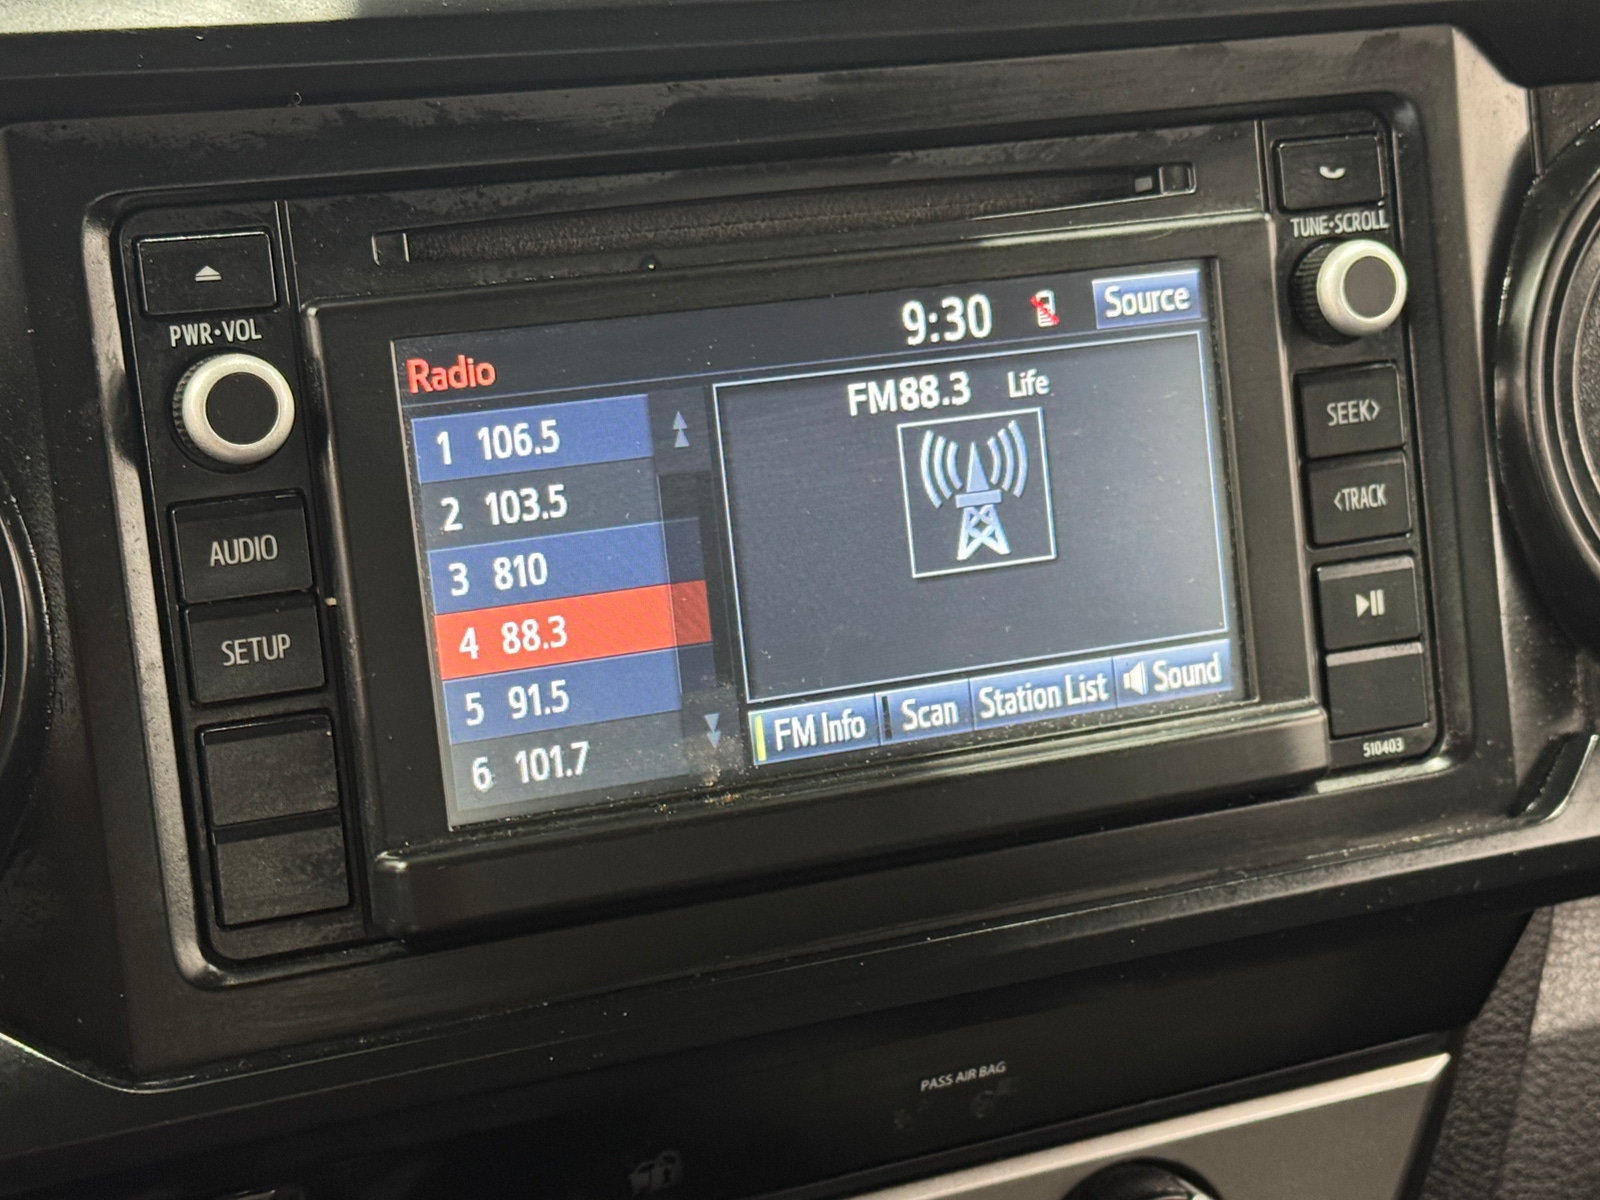 PWR•VOL
AUDIO
SETUP
9:30
Source
Radio
1 106.5
2 103.5
3 810
4 88.3
5 91.5
6 101.7
FM88.3 Life
FM Info
Scan
Station List
Sound
TUNE•SCROLL
SEEK>
<TRACK
510403
PASS AIR BAG